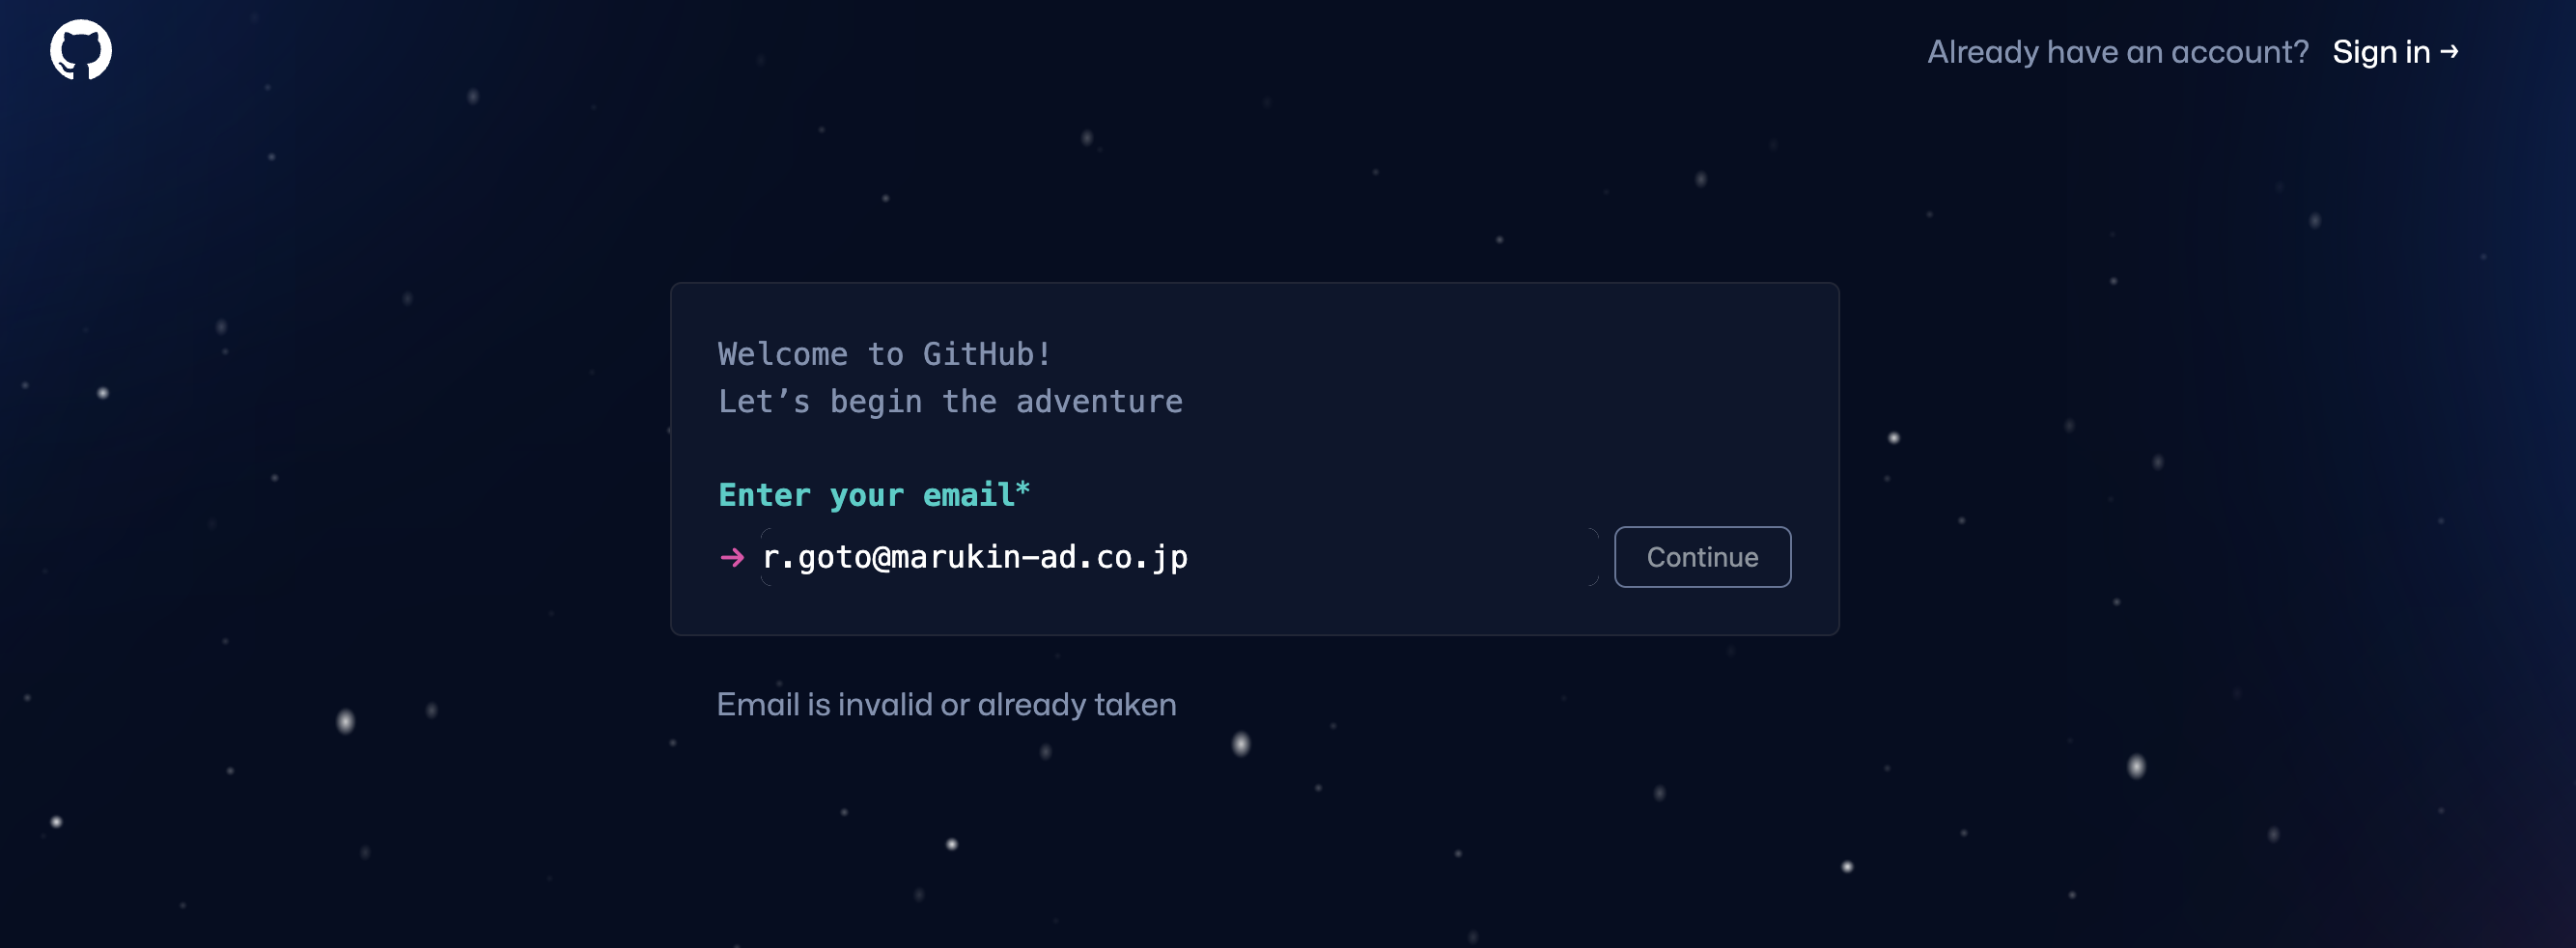 Already have an account? Sign in →
Welcome to GitHub!
Let’s begin the adventure
Enter your email*
→ r.goto@marukin-ad.co.jp Continue
Email is invalid or already taken